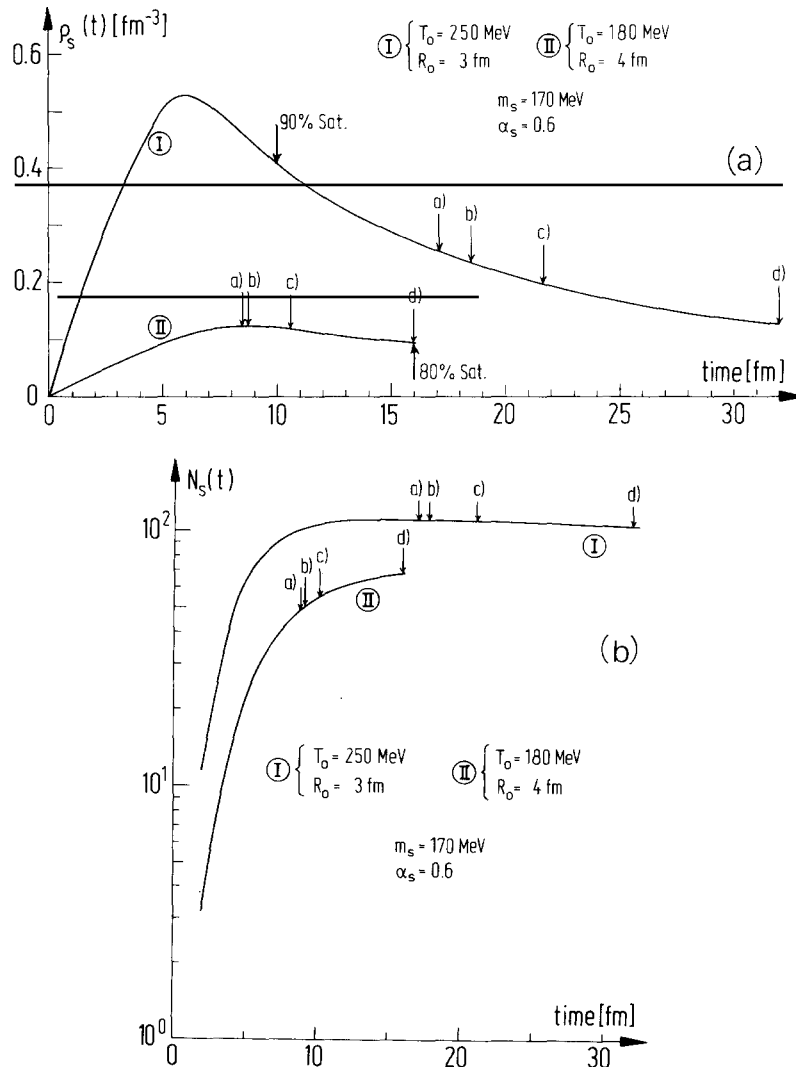 ρₛ(t) [fm⁻³]
Ⅰ { T₀ = 250 MeV
R₀ = 3 fm
Ⅱ { T₀ = 180 MeV
R₀ = 4 fm
mₛ = 170 MeV
αₛ = 0.6
0.6
90% Sat.
Ⅰ
(a)
0.4
a) b) c) d)
0.2
a) b) c) d)
Ⅱ
80% Sat.
time [fm]
0
0 5 10 15 20 25 30
Nₛ(t)
a) b) c) d)
10²
Ⅰ
a) b) c) d)
Ⅱ
(b)
Ⅰ { T₀ = 250 MeV
R₀ = 3 fm
Ⅱ { T₀ = 180 MeV
R₀ = 4 fm
10¹
mₛ = 170 MeV
αₛ = 0.6
time [fm]
10⁰
0 10 20 30